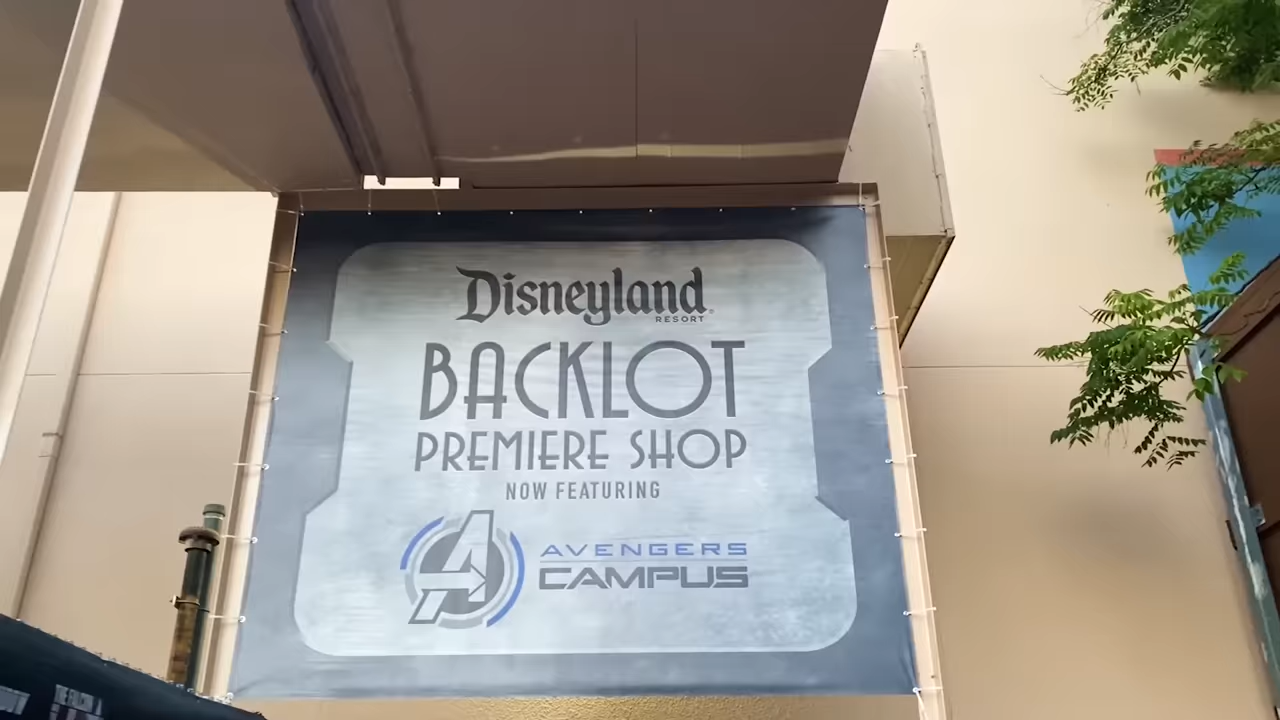 Disneyland
RESORT
BACKLOT
PREMIERE SHOP
NOW FEATURING
AVENGERS
CAMPUS